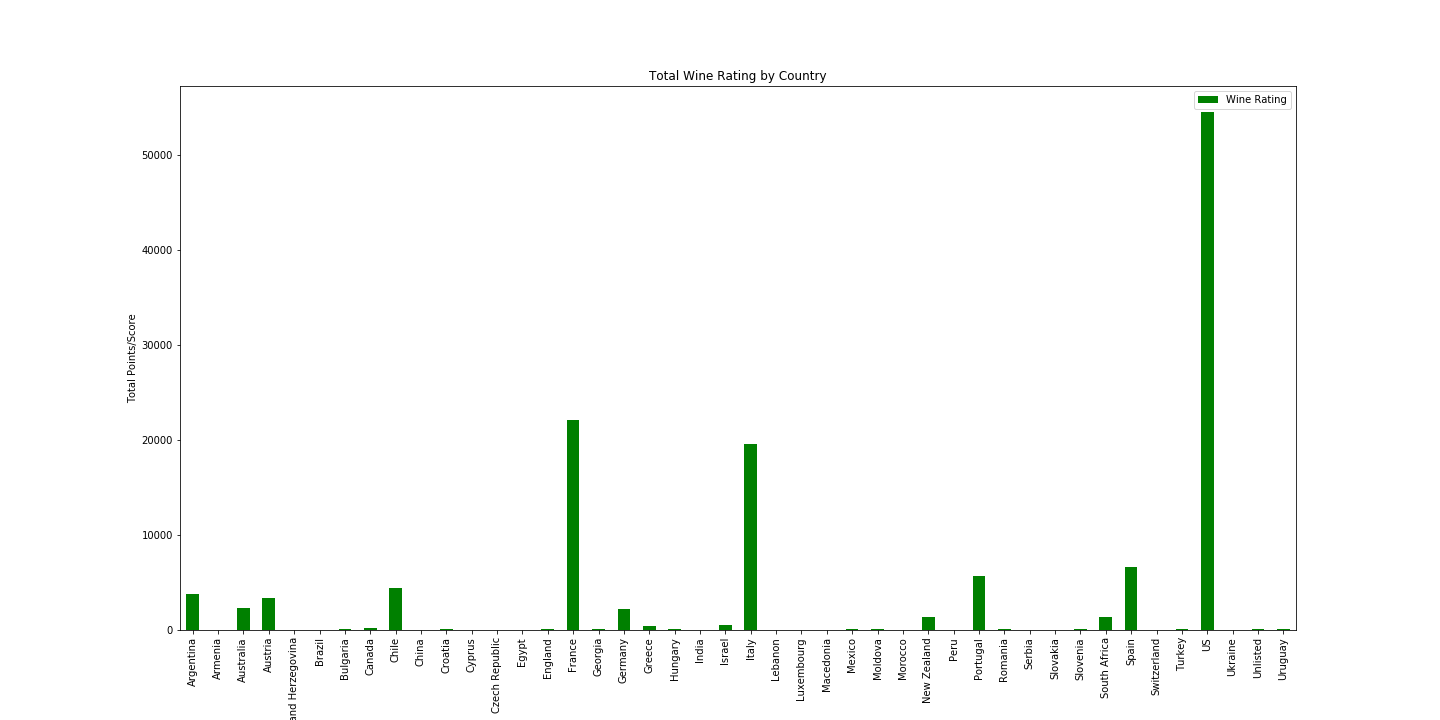 Total Wine Rating by Country
Wine Rating
Total Points/Score
50000
40000
30000
20000
10000
0
Argentina
Armenia
Australia
Austria
and Herzegovina
Brazil
Bulgaria
Canada
Chile
China
Croatia
Cyprus
Czech Republic
Egypt
England
France
Georgia
Germany
Greece
Hungary
India
Israel
Italy
Lebanon
Luxembourg
Macedonia
Mexico
Moldova
Morocco
New Zealand
Peru
Portugal
Romania
Serbia
Slovakia
Slovenia
South Africa
Spain
Switzerland
Turkey
US
Ukraine
Unlisted
Uruguay